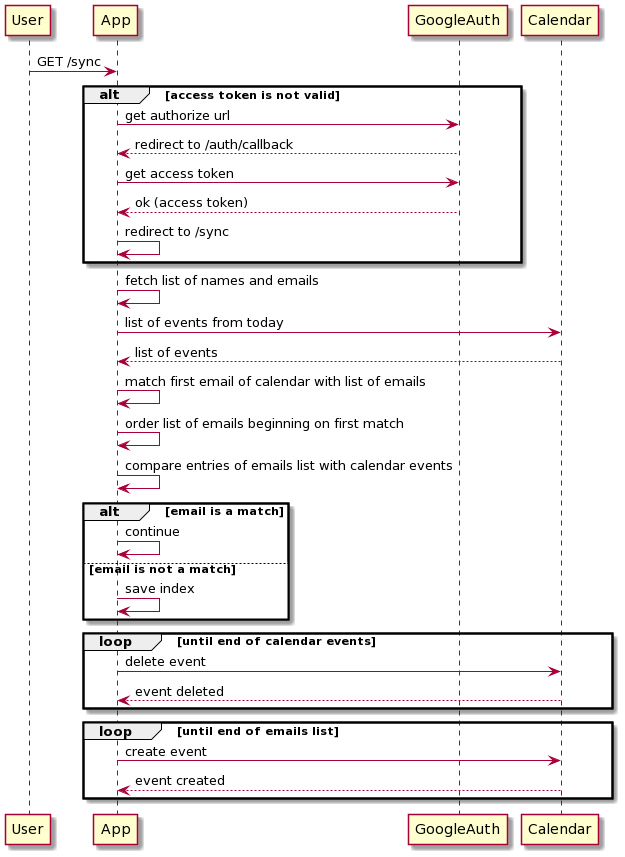 User App GoogleAuth Calendar
GET /sync
alt [access token is not valid]
get authorize url
redirect to /auth/callback
get access token
ok (access token)
redirect to /sync
fetch list of names and emails
list of events from today
list of events
match first email of calendar with list of emails
order list of emails beginning on first match
compare entries of emails list with calendar events
alt [email is a match]
continue
[email is not a match]
save index
loop [until end of calendar events]
delete event
event deleted
loop [until end of emails list]
create event
event created
User App GoogleAuth Calendar